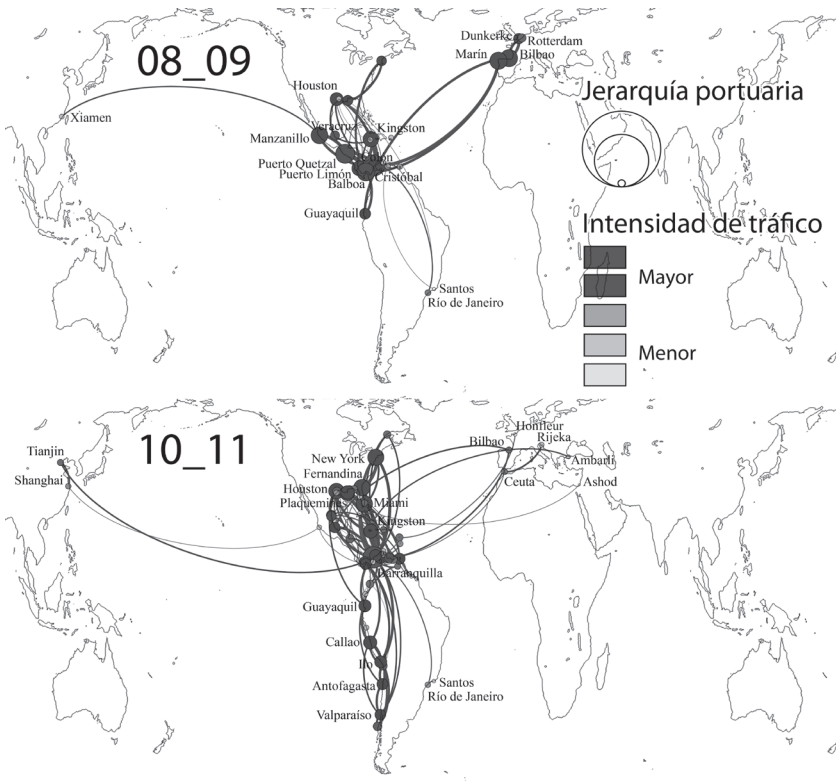 08_09
Dunkerke
Rotterdam
Marín
Bilbao
Jerarquía portuaria
Houston
Xiamen
Veracruz
Kingston
Manzanillo
Puerto Quetzal
Puerto Limón
Cristóbal
Balboa
Guayaquil
Intensidad de tráfico
Mayor
Santos
Río de Janeiro
Menor
10_11
Honfleur
Bilbao
Rijeka
Tianjin
New York
Ambarli
Fernandina
Shanghai
Houston
Ceuta
Ashod
Plaquemine
Miami
Kingston
Barranquilla
Guayaquil
Callao
Ilo
Antofagasta
Santos
Río de Janeiro
Valparaíso